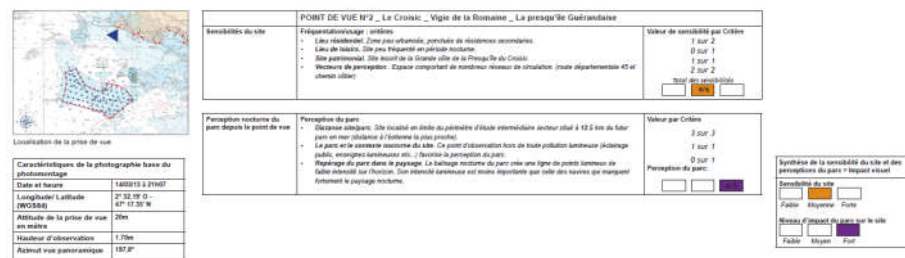 POINT DE VUE N°2 _ Le Croisic _ Vigie de la Romaine _ La presqu'île Guérandaise
Sensibilités du site
Fréquentation/usage : critères
- Lieu résidentiel. Zone peu urbanisée, ponctuée de résidences secondaires.
- Lieu de loisirs. Site peu fréquenté en période nocturne.
- Site patrimonial. Site inscrit de la Grande côte de la Presqu'île du Croisic.
- Vecteurs de perception : Espace comportant de nombreux réseaux de circulation. (route départementale 45 et chemin côtier)
Valeur de sensibilité par Critère
1 sur 2
0 sur 1
1 sur 1
2 sur 2
Total des sensibilités
4/6
Localisation de la prise de vue
Perception nocturne du parc depuis le point de vue
Perception du parc
- Distance site/parc. Site localisé en limite du périmètre d'étude intermédiaire secteur situé à 13.5 km du futur
parc en mer (distance à l'éolienne la plus proche).
- Le parc et le contexte nocturne du site. Ce point d'observation hors de toute pollution lumineuse (éclairage
public, enseignes lumineuses etc..) favorise la perception du parc.
- Repérage du parc dans le paysage. Le balisage nocturne du parc crée une ligne de points lumineux de
faible intensité sur l'horizon. Son intensité lumineuse est moins importante que celle des navires qui marquent
fortement le paysage nocturne.
Valeur par Critère
3 sur 3
1 sur 1
0 sur 1
Perception du parc:
Caractéristiques de la photographie base du
photomontage
Date et heure 14/03/13 à 21h07
Longitude/ Latitude
(WGS84)
2° 32.19' O -
47° 17.35' N
Altitude de la prise de vue
en mètre
20m
Hauteur d'observation 1.70m
Azimut vue panoramique 197,0°
Synthèse de la sensibilité du site et des
perceptions du parc = Impact visuel
Sensibilité du site
Faible Moyenne Forte
Niveau d'impact du parc sur le site
Faible Moyen Fort